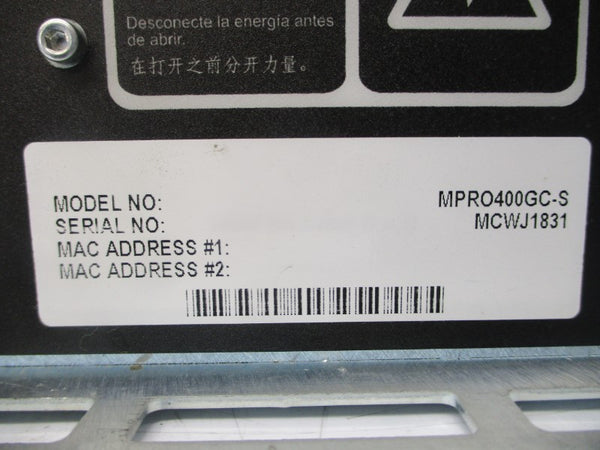 Desconecte la energía antes
de abrir.
在打开之前分开力量。
MODEL NO: MPRO400GC-S
SERIAL NO: MCWJ1831
MAC ADDRESS #1:
MAC ADDRESS #2: